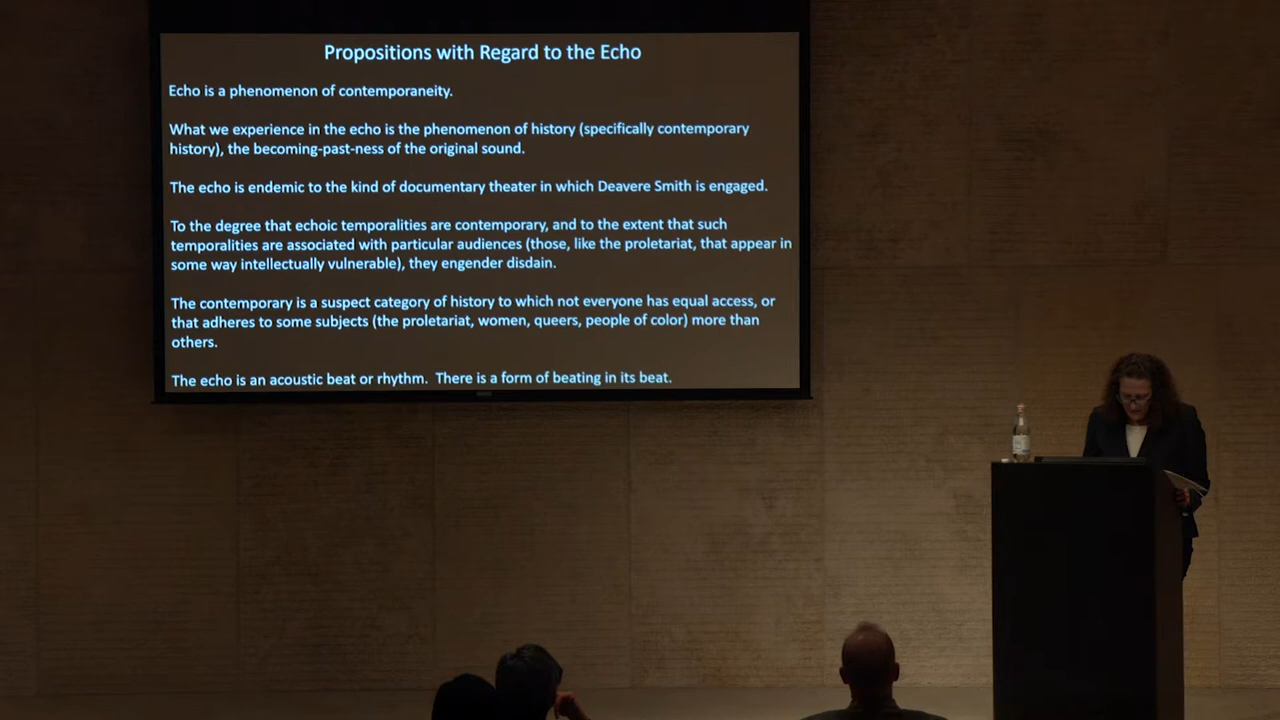 Propositions with Regard to the Echo
Echo is a phenomenon of contemporaneity.
What we experience in the echo is the phenomenon of history (specifically contemporary
history), the becoming-past-ness of the original sound.
The echo is endemic to the kind of documentary theater in which Deavere Smith is engaged.
To the degree that echoic temporalities are contemporary, and to the extent that such
temporalities are associated with particular audiences (those, like the proletariat, that appear in
some way intellectually vulnerable), they engender disdain.
The contemporary is a suspect category of history to which not everyone has equal access, or
that adheres to some subjects (the proletariat, women, queers, people of color) more than
others.
The echo is an acoustic beat or rhythm.  There is a form of beating in its beat.